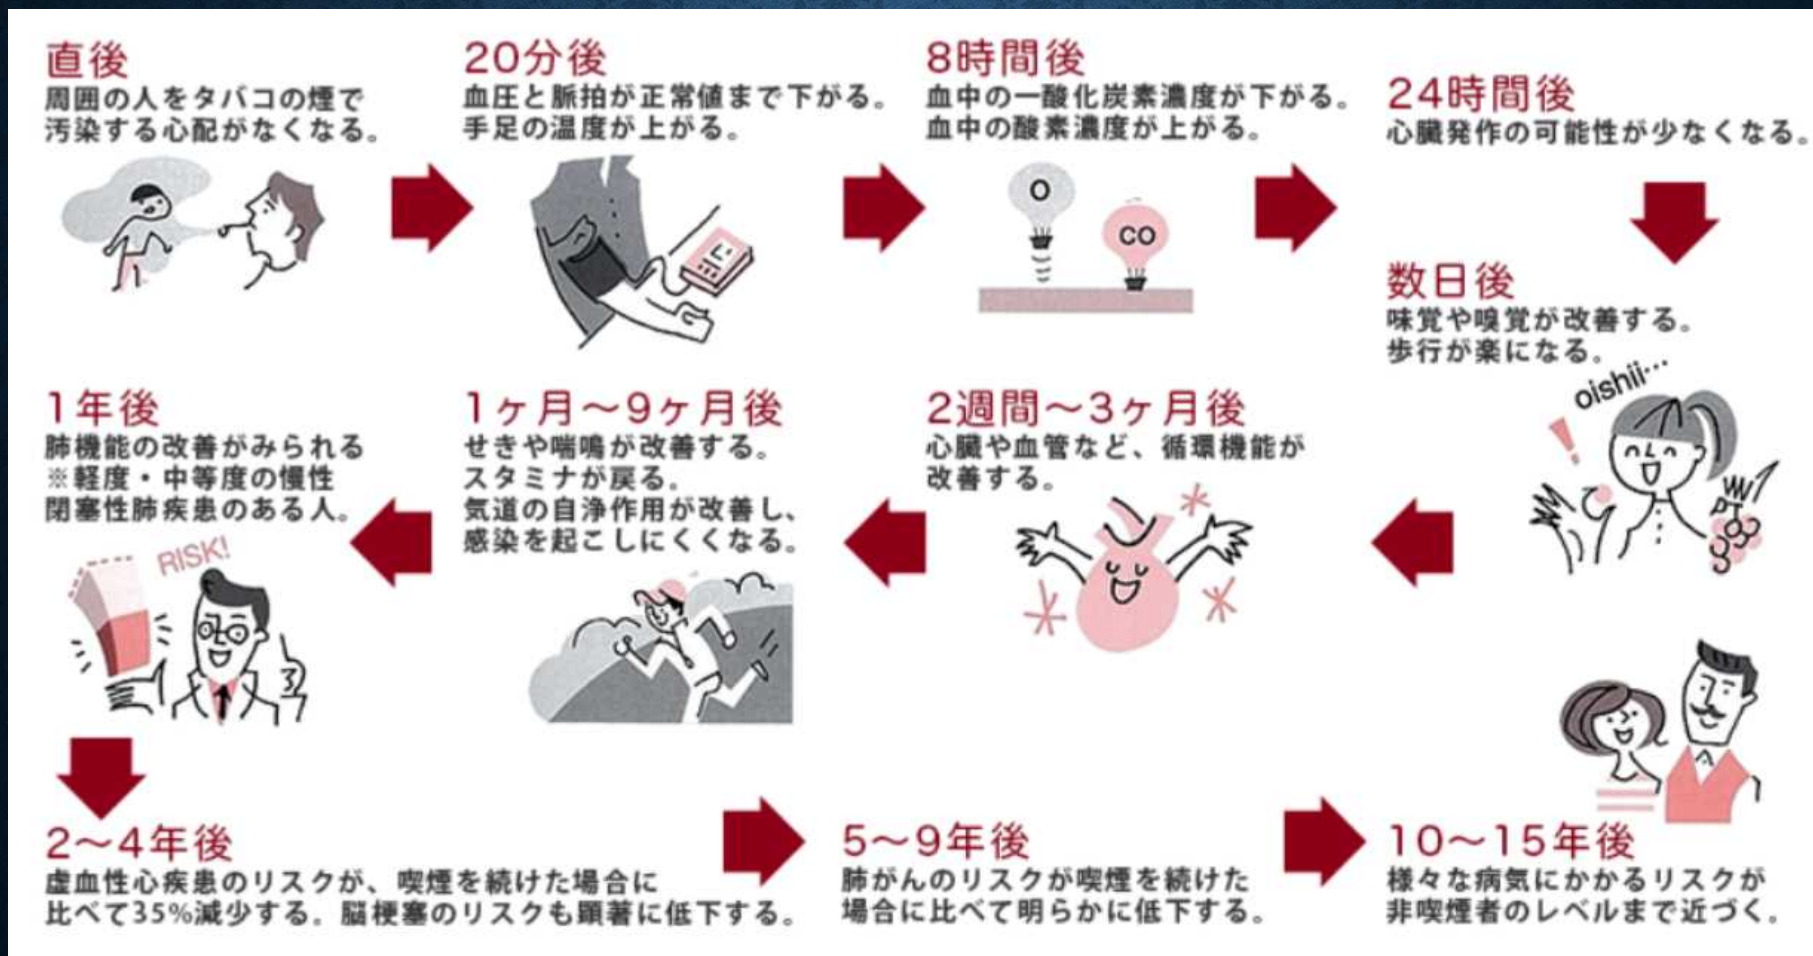 直後
周囲の人をタバコの煙で
汚染する心配がなくなる。
20分後
血圧と脈拍が正常値まで下がる。
手足の温度が上がる。
8時間後
血中の一酸化炭素濃度が下がる。
血中の酸素濃度が上がる。
O
CO
24時間後
心臓発作の可能性が少なくなる。
数日後
味覚や嗅覚が改善する。
歩行が楽になる。
oishii…
2週間〜3ヶ月後
心臓や血管など、循環機能が
改善する。
1ヶ月〜9ヶ月後
せきや喘鳴が改善する。
スタミナが戻る。
気道の自浄作用が改善し、
感染を起こしにくくなる。
1年後
肺機能の改善がみられる
※軽度・中等度の慢性
閉塞性肺疾患のある人。
RISK!
2〜4年後
虚血性心疾患のリスクが、喫煙を続けた場合に
比べて35%減少する。脳梗塞のリスクも顕著に低下する。
5〜9年後
肺がんのリスクが喫煙を続けた
場合に比べて明らかに低下する。
10〜15年後
様々な病気にかかるリスクが
非喫煙者のレベルまで近づく。